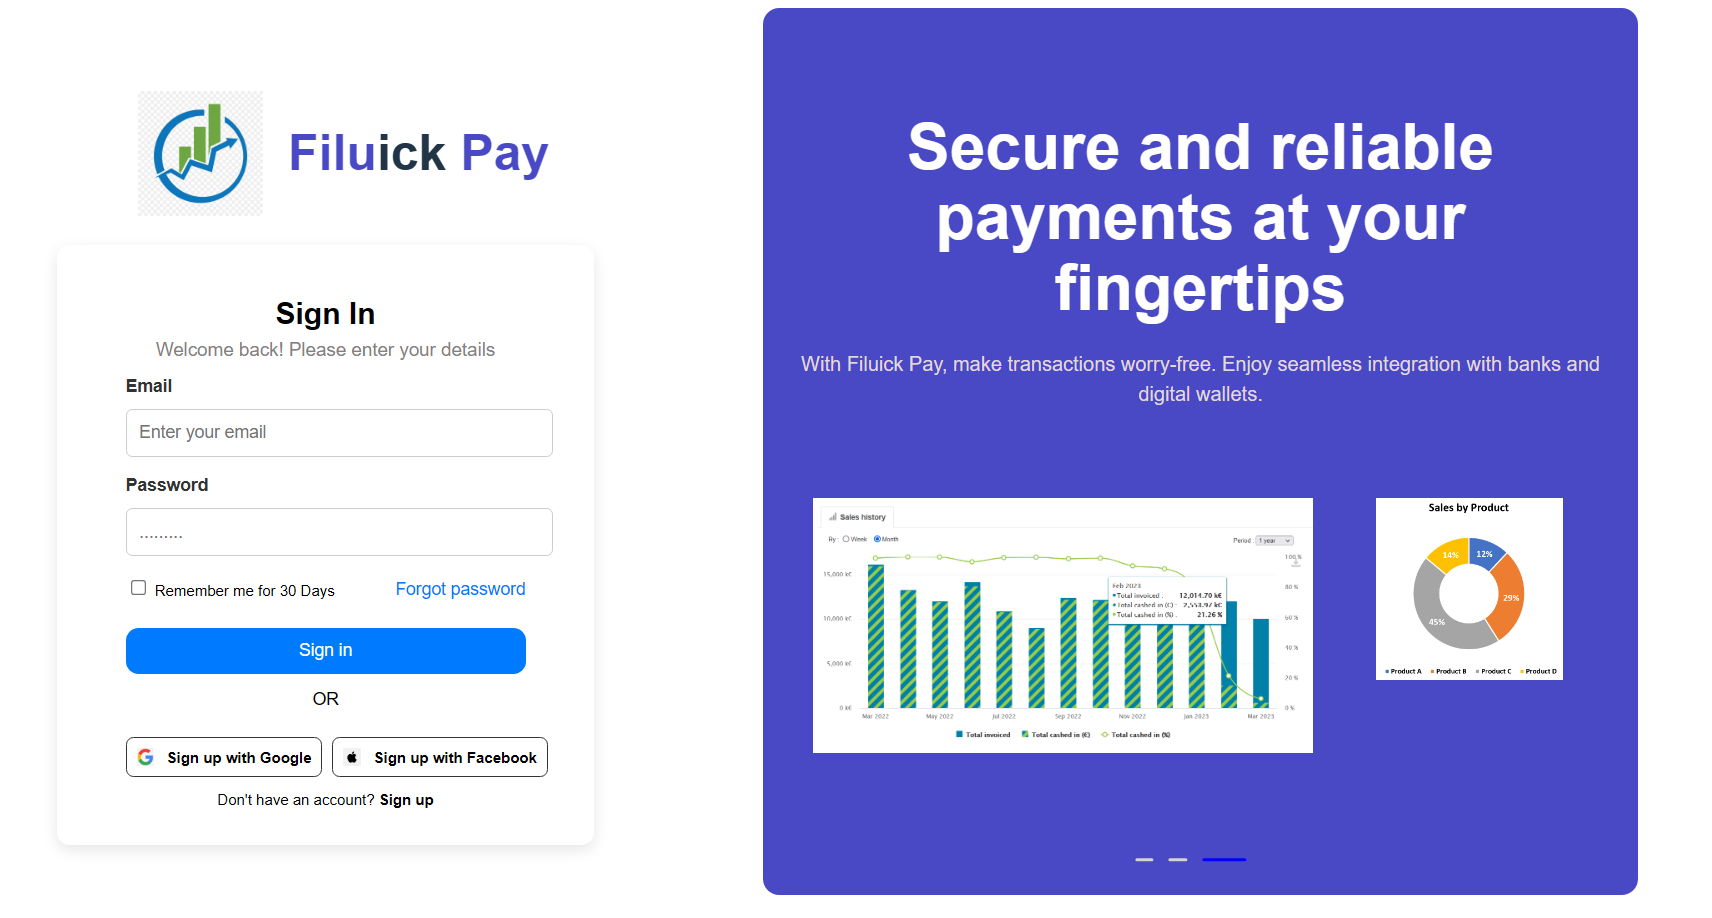 Filuick Pay
Sign In
Welcome back! Please enter your details
Email
Enter your email
Password
.........
Remember me for 30 Days
Forgot password
Sign in
OR
Sign up with Google
Sign up with Facebook
Don't have an account? Sign up
Secure and reliable
payments at your
fingertips
With Filuick Pay, make transactions worry-free. Enjoy seamless integration with banks and
digital wallets.
Sales history
By : Week Month
Period : 1 year
100 %
15,000 k€
80 %
10,000 k€
60 %
40 %
5,000 k€
20 %
0 k€
0 %
Feb 2023
Total invoiced : 12,014.70 k€
Total cashed in (€) : 2,553.97 k€
Total cashed in (%) : 21.26 %
Mar 2022 May 2022 Jul 2022 Sep 2022 Nov 2022 Jan 2023 Mar 2023
Total invoiced Total cashed in (€) Total cashed in (%)
Sales by Product
14% 12%
29%
45%
Product A Product B Product C Product D